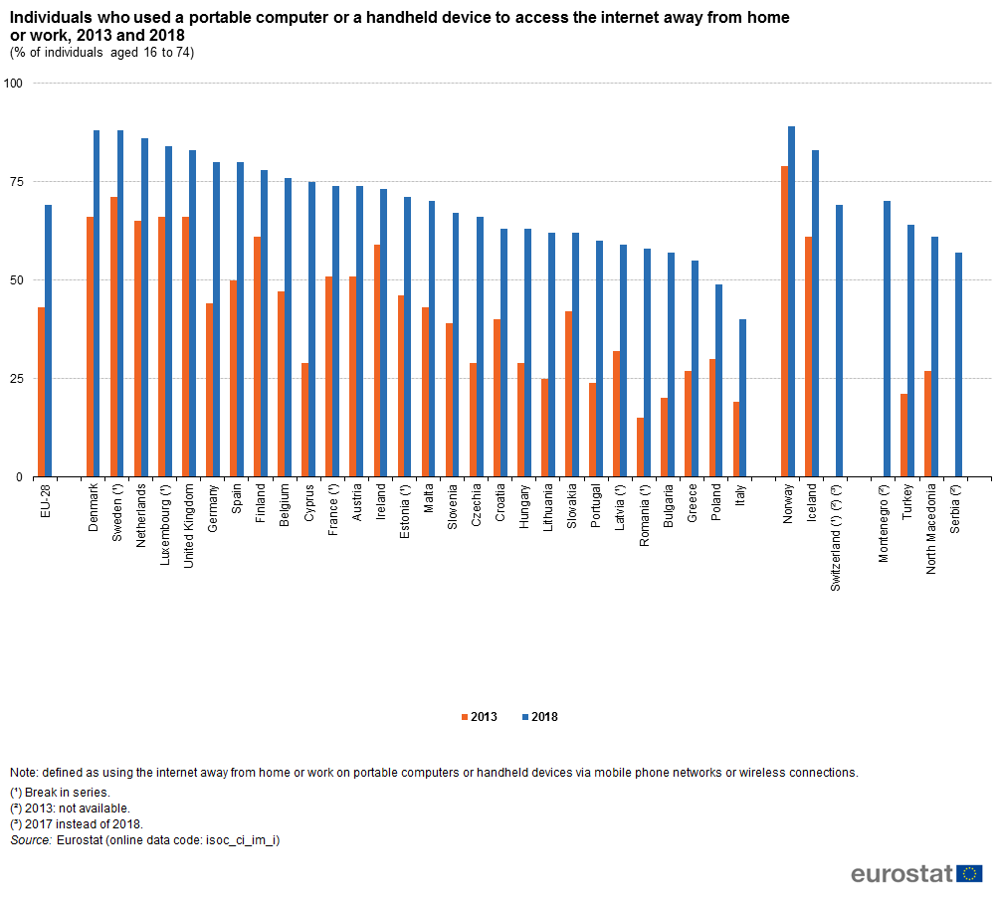 Individuals who used a portable computer or a handheld device to access the internet away from home
or work, 2013 and 2018
(% of individuals aged 16 to 74)
100
75
50
25
0
EU-28
Denmark
Sweden (¹)
Netherlands
Luxembourg (¹)
United Kingdom
Germany
Spain
Finland
Belgium
Cyprus
France (¹)
Austria
Ireland
Estonia (¹)
Malta
Slovenia
Czechia
Croatia
Hungary
Lithuania
Slovakia
Portugal
Latvia (¹)
Romania (¹)
Bulgaria
Greece
Poland
Italy
Norway
Iceland
Switzerland (¹) (²) (³)
Montenegro (²)
Turkey
North Macedonia
Serbia (²)
2013 2018
Note: defined as using the internet away from home or work on portable computers or handheld devices via mobile phone networks or wireless connections.
(¹) Break in series.
(²) 2013: not available.
(³) 2017 instead of 2018.
Source: Eurostat (online data code: isoc_ci_im_i)
eurostat